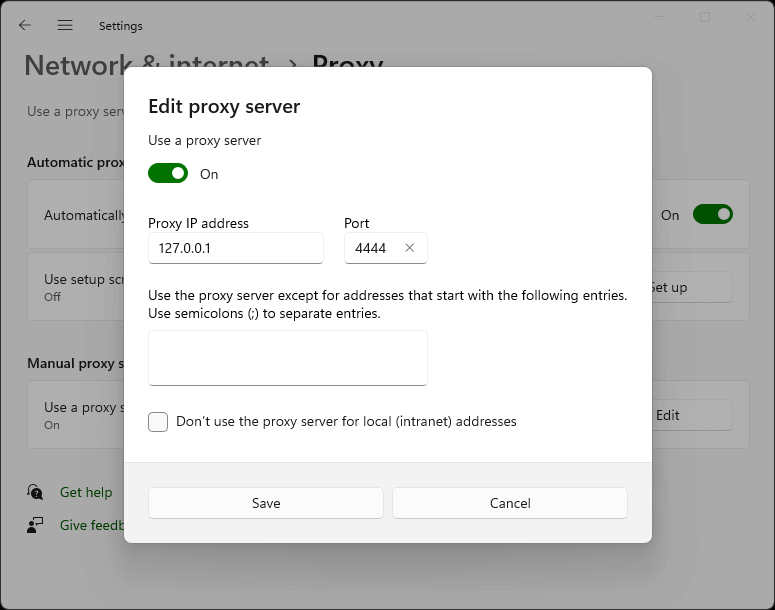 Settings
Network & internet > Proxy
Use a proxy serv
Automatic prox
Automatically
On
Use setup scr
Off
Set up
Manual proxy s
Use a proxy s
On
Edit
Get help
Give feedb
Edit proxy server
Use a proxy server
On
Proxy IP address
Port
127.0.0.1
4444
Use the proxy server except for addresses that start with the following entries.
Use semicolons (;) to separate entries.
Don't use the proxy server for local (intranet) addresses
Save
Cancel